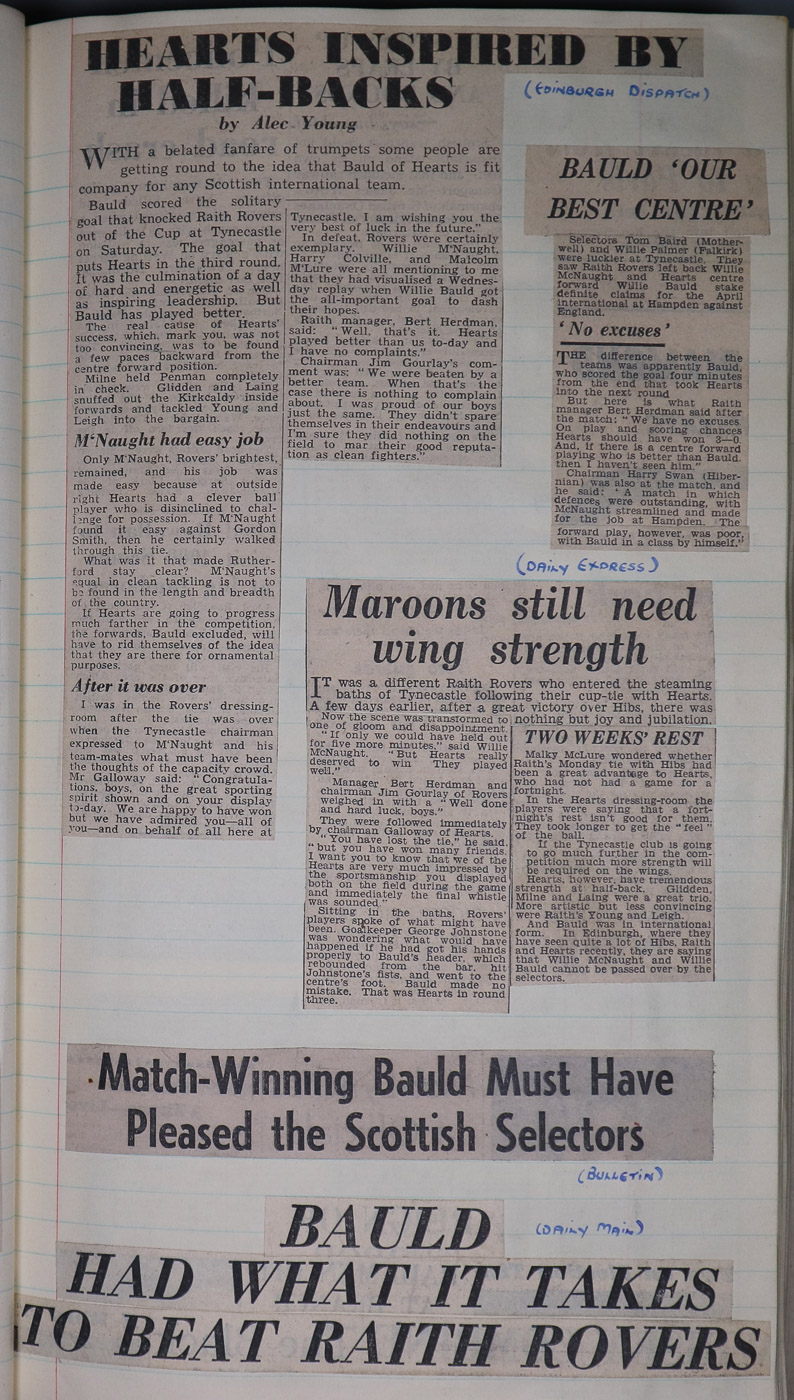 HEARTS INSPIRED BY
HALF-BACKS
by Alec Young
(EDINBURGH DISPATCH)
WITH a belated fanfare of trumpets some people are
getting round to the idea that Bauld of Hearts is fit
company for any Scottish international team.
Bauld scored the solitary
goal that knocked Raith Rovers
out of the Cup at Tynecastle
on Saturday. The goal that
puts Hearts in the third round.
It was the culmination of a day
of hard and energetic as well
as inspiring leadership. But
Bauld has played better.
The real cause of Hearts'
success, which, mark you, was not
too convincing, was to be found
a few paces backward from the
centre forward position.
Milne held Penman completely
in check. Glidden and Laing
snuffed out the Kirkcaldy inside
forwards and tackled Young and
Leigh into the bargain.
M'Naught had easy job
Only M'Naught, Rovers' brightest,
remained, and his job was
made easy because at outside
right Hearts had a clever ball
player who is disinclined to chal-
lenge for possession. If M'Naught
found it easy against Gordon
Smith, then he certainly walked
through this tie.
What was it that made Ruther-
ford stay clear? M'Naught's
equal in clean tackling is not to
be found in the length and breadth
of the country.
If Hearts are going to progress
much farther in the competition,
the forwards, Bauld excluded, will
have to rid themselves of the idea
that they are there for ornamental
purposes.
After it was over
I was in the Rovers' dressing-
room after the tie was over
when the Tynecastle chairman
expressed to M'Naught and his
team-mates what must have been
the thoughts of the capacity crowd.
Mr Galloway said: "Congratula-
tions, boys, on the great sporting
spirit shown and on your display
to-day. We are happy to have won
but we have admired you—all of
you—and on behalf of all here at
Tynecastle, I am wishing you the
very best of luck in the future."
In defeat, Rovers were certainly
exemplary. Willie M'Naught,
Harry Colville, and Malcolm
M'Lure were all mentioning to me
that they had visualised a Wednes-
day replay when Willie Bauld got
the all-important goal to dash
their hopes.
Raith manager, Bert Herdman,
said: "Well, that's it. Hearts
played better than us to-day and
I have no complaints."
Chairman Jim Gourlay's com-
ment was: "We were beaten by a
better team. When that's the
case there is nothing to complain
about. I was proud of our boys
just the same. They didn't spare
themselves in their endeavours and
I'm sure they did nothing on the
field to mar their good reputa-
tion as clean fighters."
BAULD 'OUR
BEST CENTRE'
Selectors Tom Baird (Mother-
well) and Willie Palmer (Falkirk)
were luckier at Tynecastle. They
saw Raith Rovers left back Willie
McNaught and Hearts centre
forward Willie Bauld stake
definite claims for the April
international at Hampden against
England.
'No excuses'
THE difference between the
teams was apparently Bauld,
who scored the goal four minutes
from the end that took Hearts
into the next round
But here is what Raith
manager Bert Herdman said after
the match: "We have no excuses.
On play and scoring chances
Hearts should have won 3—0.
And, if there is a centre forward
playing who is better than Bauld,
then I haven't seen him."
Chairman Harry Swan (Hiber-
nian) was also at the match, and
he said: "A match in which
defences were outstanding, with
McNaught streamlined and made
for the job at Hampden. The
forward play, however, was poor,
with Bauld in a class by himself."
(DAILY EXPRESS)
Maroons still need
wing strength
IT was a different Raith Rovers who entered the steaming
baths of Tynecastle following their cup-tie with Hearts.
A few days earlier, after a great victory over Hibs, there was
nothing but joy and jubilation.
Now the scene was transformed to
one of gloom and disappointment.
"If only we could have held out
for five more minutes," said Willie
McNaught. "But Hearts really
deserved to win They played
well."
Manager Bert Herdman and
chairman Jim Gourlay of Rovers
weighed in with a "Well done
and hard luck, boys."
They were followed immediately
by chairman Galloway of Hearts.
"You have lost the tie," he said,
"but you have won many friends.
I want you to know that we of the
Hearts are very much impressed by
the sportsmanship you displayed
both on the field during the game
and immediately the final whistle
was sounded."
Sitting in the baths, Rovers'
players spoke of what might have
been. Goalkeeper George Johnstone
was wondering what would have
happened if he had got his hands
properly to Bauld's header, which
rebounded from the bar, hit
Johnstone's fists, and went to the
centre's foot. Bauld made no
mistake. That was Hearts in round
three.
TWO WEEKS' REST
Malky McLure wondered whether
Raith's Monday tie with Hibs had
been a great advantage to Hearts,
who had not had a game for a
fortnight.
In the Hearts dressing-room the
players were saying that a fort-
night's rest isn't good for them.
They took longer to get the "feel"
of the ball.
If the Tynecastle club is going
to go much further in the com-
petition much more strength will
be required on the wings.
Hearts, however, have tremendous
strength at half-back. Glidden,
Milne and Laing were a great trio.
More artistic but less convincing
were Raith's Young and Leigh.
And Bauld was in international
form. In Edinburgh, where they
have seen quite a lot of Hibs, Raith
and Hearts recently, they are saying
that Willie McNaught and Willie
Bauld cannot be passed over by the
selectors.
Match-Winning Bauld Must Have
Pleased the Scottish Selectors
(BULLETIN)
BAULD
(DAILY MAIL)
HAD WHAT IT TAKES
TO BEAT RAITH ROVERS